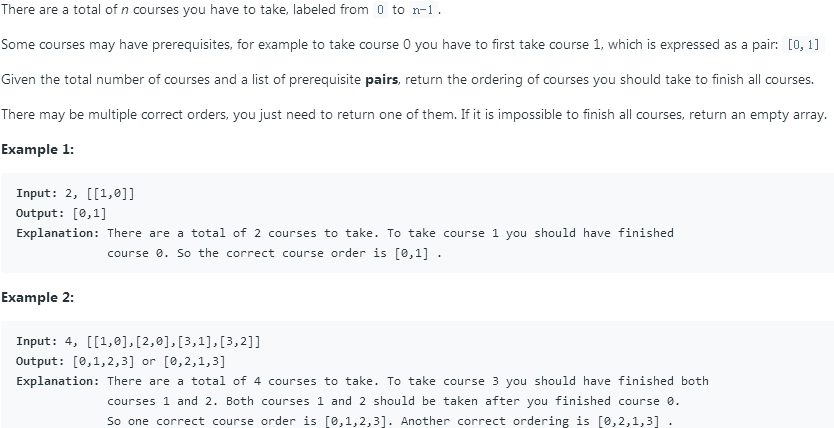 There are a total of n courses you have to take, labeled from 0 to n-1.
Some courses may have prerequisites, for example to take course 0 you have to first take course 1, which is expressed as a pair: [0, 1]
Given the total number of courses and a list of prerequisite pairs, return the ordering of courses you should take to finish all courses.
There may be multiple correct orders, you just need to return one of them. If it is impossible to finish all courses, return an empty array.
Example 1:
Input: 2, [[1,0]]
Output: [0,1]
Explanation: There are a total of 2 courses to take. To take course 1 you should have finished
course 0. So the correct course order is [0,1] .
Example 2:
Input: 4, [[1,0],[2,0],[3,1],[3,2]]
Output: [0,1,2,3] or [0,2,1,3]
Explanation: There are a total of 4 courses to take. To take course 3 you should have finished both
courses 1 and 2. Both courses 1 and 2 should be taken after you finished course 0.
So one correct course order is [0,1,2,3]. Another correct ordering is [0,2,1,3] .